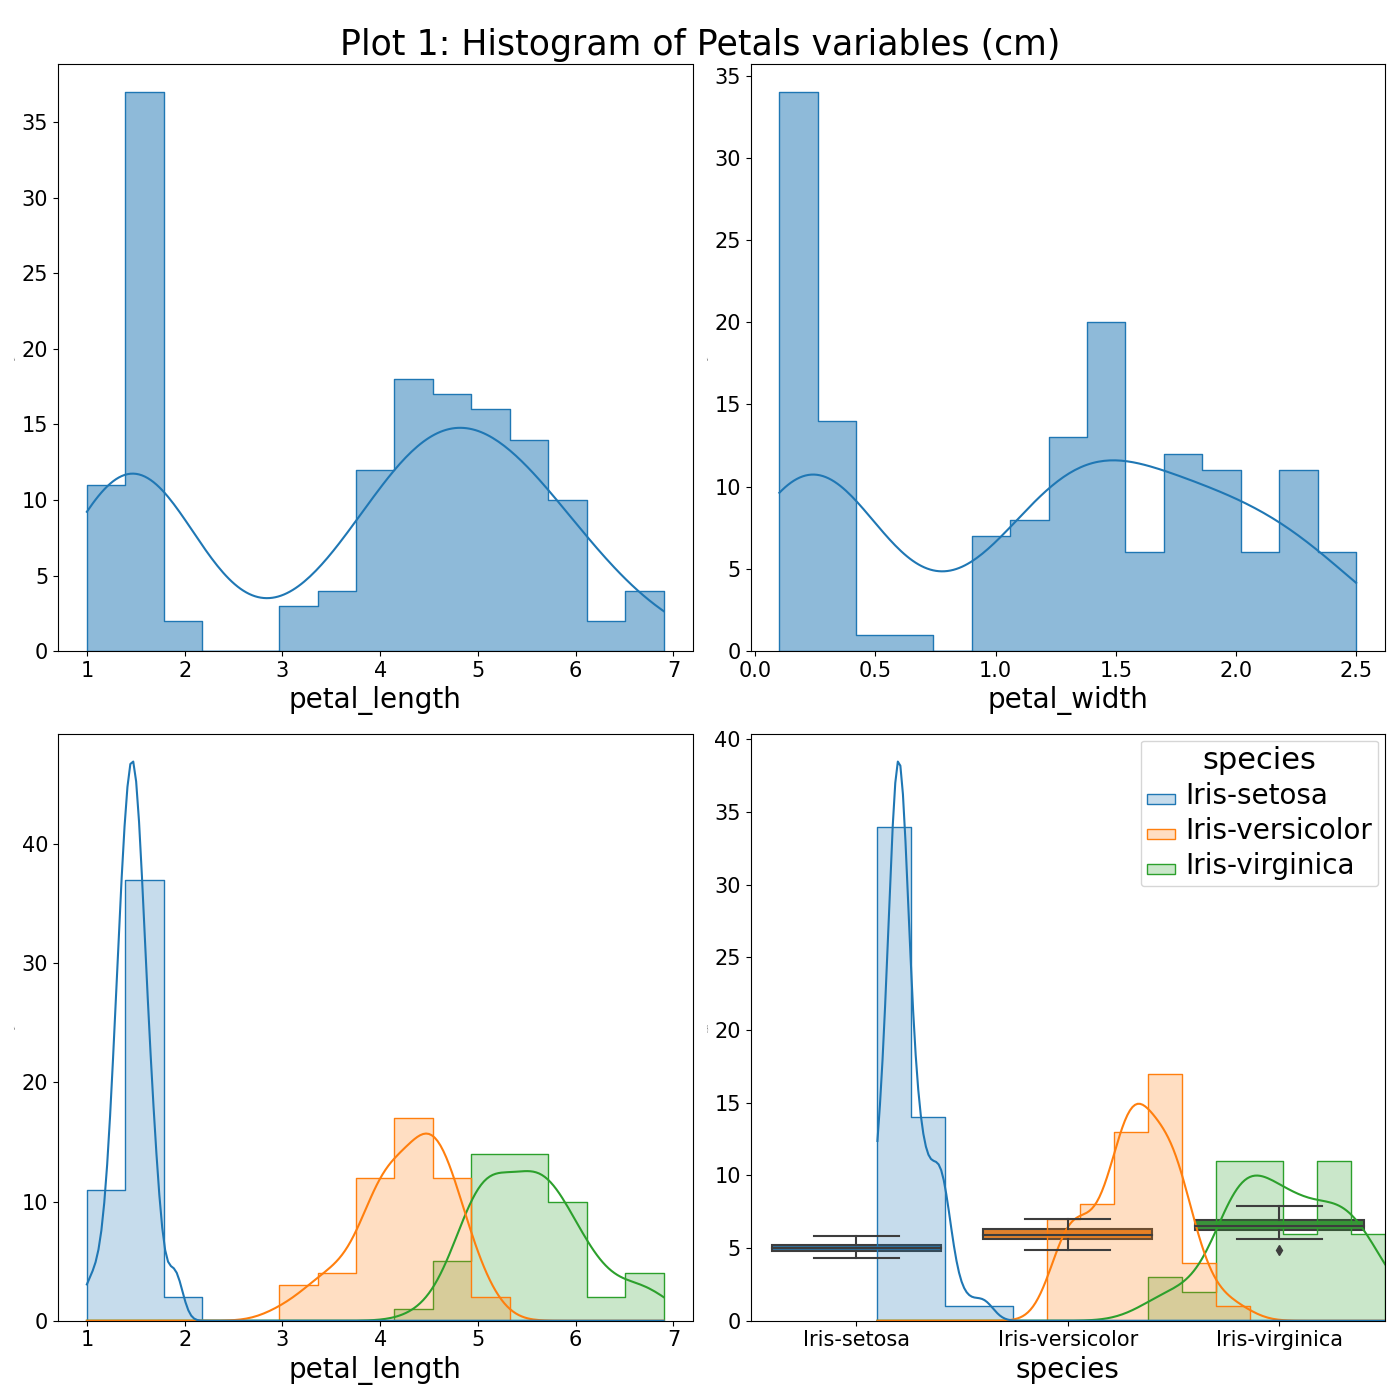 Plot 1: Histogram of Petals variables (cm)
35
30
25
20
15
10
5
0
1 2 3 4 5 6 7
petal_length
35
30
25
20
15
10
5
0
0.0 0.5 1.0 1.5 2.0 2.5
petal_width
40
30
20
10
0
1 2 3 4 5 6 7
petal_length
40
35
30
25
20
15
10
5
0
species
Iris-setosa
Iris-versicolor
Iris-virginica
Iris-setosa Iris-versicolor Iris-virginica
species